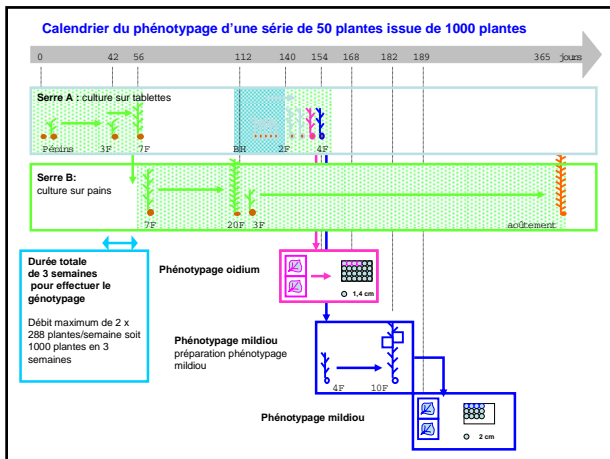 Calendrier du phénotypage d'une série de 50 plantes issue de 1000 plantes
0 42 56 112 140 154 168 182 189 365 jours
Serre A : culture sur tablettes
Pépins 3F 7F BH 2F 4F
Serre B:
culture sur pains
7F 20F 3F août​ement
Durée totale
de 3 semaines
pour effectuer le
génotypage
Débit maximum de 2 x
288 plantes/semaine soit
1000 plantes en 3
semaines
Phénotypage oidium
1,4 cm
Phénotypage mildiou
préparation phénotypage
mildiou
4F 10F
Phénotypage mildiou
2 cm